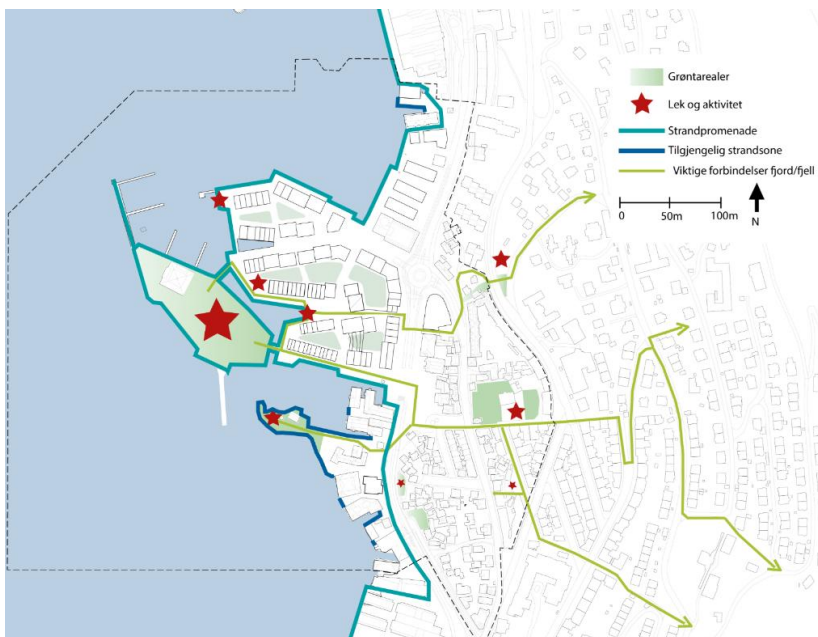 Grøntarealer
Lek og aktivitet
Strandpromenade
Tilgjengelig strandsone
Viktige forbindelser fjord/fjell
0 50m 100m
N